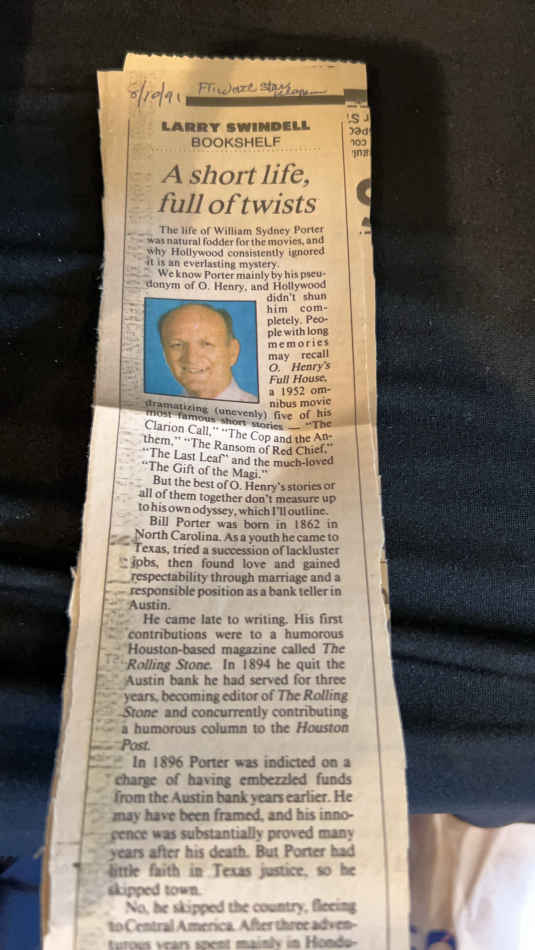 8/10/91 Ft. Worth Star
LARRY SWINDELL
BOOKSHELF
A short life,
full of twists
The life of William Sydney Porter
was natural fodder for the movies, and
why Hollywood consistently ignored
it is an everlasting mystery.
We know Porter mainly by his pseu-
donym of O. Henry, and Hollywood
didn't shun
him com-
pletely. Peo-
ple with long
memories
may recall
O. Henry's
Full House,
a 1952 om-
nibus movie
dramatizing (unevenly) five of his
most famous short stories — "The
Clarion Call," "The Cop and the An-
them," "The Ransom of Red Chief,"
"The Last Leaf" and the much-loved
"The Gift of the Magi."
But the best of O. Henry's stories or
all of them together don't measure up
to his own odyssey, which I'll outline.
Bill Porter was born in 1862 in
North Carolina. As a youth he came to
Texas, tried a succession of lackluster
jobs, then found love and gained
respectability through marriage and a
responsible position as a bank teller in
Austin.
He came late to writing. His first
contributions were to a humorous
Houston-based magazine called The
Rolling Stone. In 1894 he quit the
Austin bank he had served for three
years, becoming editor of The Rolling
Stone and concurrently contributing
a humorous column to the Houston
Post.
In 1896 Porter was indicted on a
charge of having embezzled funds
from the Austin bank years earlier. He
may have been framed, and his inno-
cence was substantially proved many
years after his death. But Porter had
little faith in Texas justice, so he
skipped town.
No, he skipped the country, fleeing
to Central America. After three adven-
turous years spent mainly in Hondu-